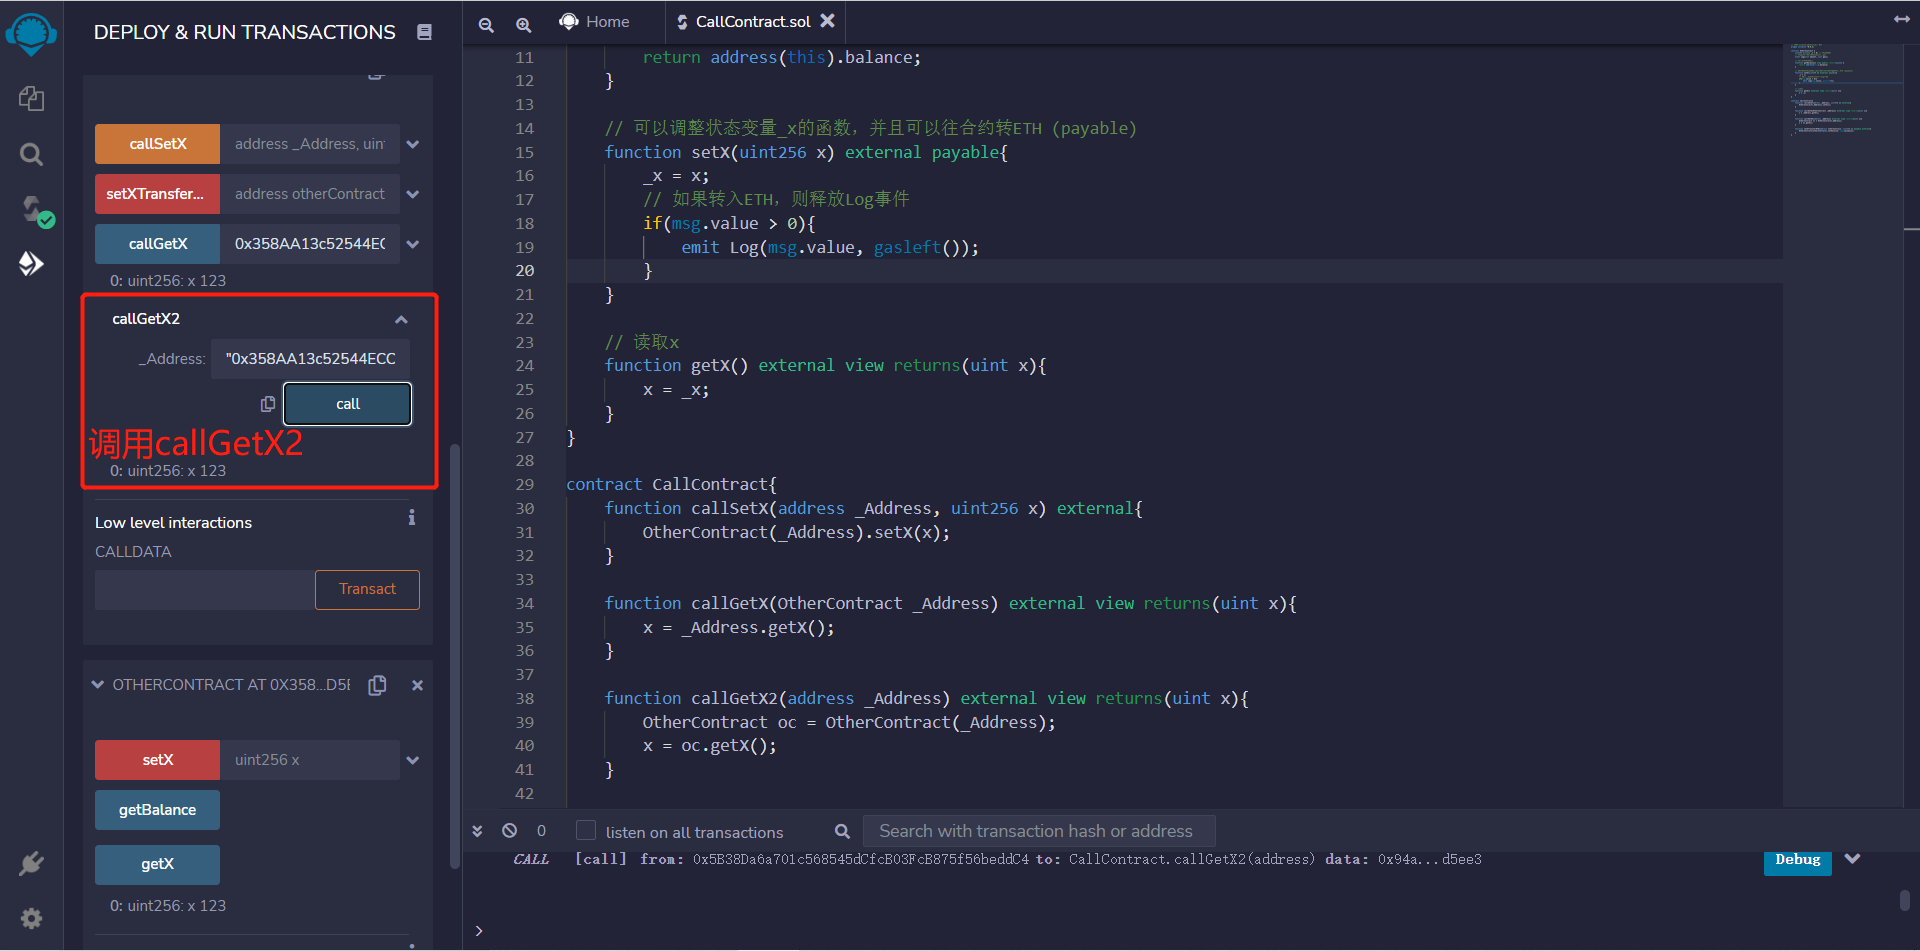 DEPLOY & RUN TRANSACTIONS
callSetX address _Address, uin
setXTransfer... address otherContract
callGetX 0x358AA13c52544EC
0: uint256: x 123
callGetX2
_Address: "0x358AA13c52544ECC
call
调用callGetX2
0: uint256: x 123
Low level interactions
CALLDATA
Transact
OTHERCONTRACT AT 0X358...D5E
setX uint256 x
getBalance
getX
0: uint256: x 123
Home CallContract.sol
11 return address(this).balance;
12 }
13
14 // 可以调整状态变量_x的函数，并且可以往合约转ETH (payable)
15 function setX(uint256 x) external payable{
16 _x = x;
17 // 如果转入ETH，则释放Log事件
18 if(msg.value > 0){
19 emit Log(msg.value, gasleft());
20 }
21 }
22
23 // 读取x
24 function getX() external view returns(uint x){
25 x = _x;
26 }
27 }
28
29 contract CallContract{
30 function callSetX(address _Address, uint256 x) external{
31 OtherContract(_Address).setX(x);
32 }
33
34 function callGetX(OtherContract _Address) external view returns(uint x){
35 x = _Address.getX();
36 }
37
38 function callGetX2(address _Address) external view returns(uint x){
39 OtherContract oc = OtherContract(_Address);
40 x = oc.getX();
41 }
42
0 listen on all transactions Search with transaction hash or address
CALL [call] from: 0x5B38Da6a701c568545dCfcB03FcB875f56beddC4 to: CallContract.callGetX2(address) data: 0x94a...d5ee3 Debug
>